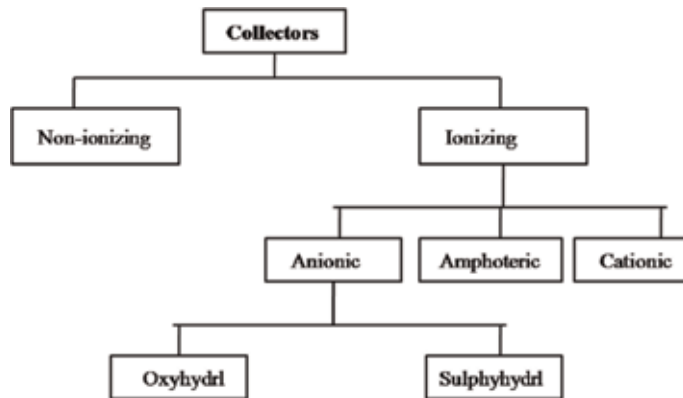 Collectors
Non-ionizing
Ionizing
Anionic
Amphoteric
Cationic
Oxyhydrl
Sulphyhydrl